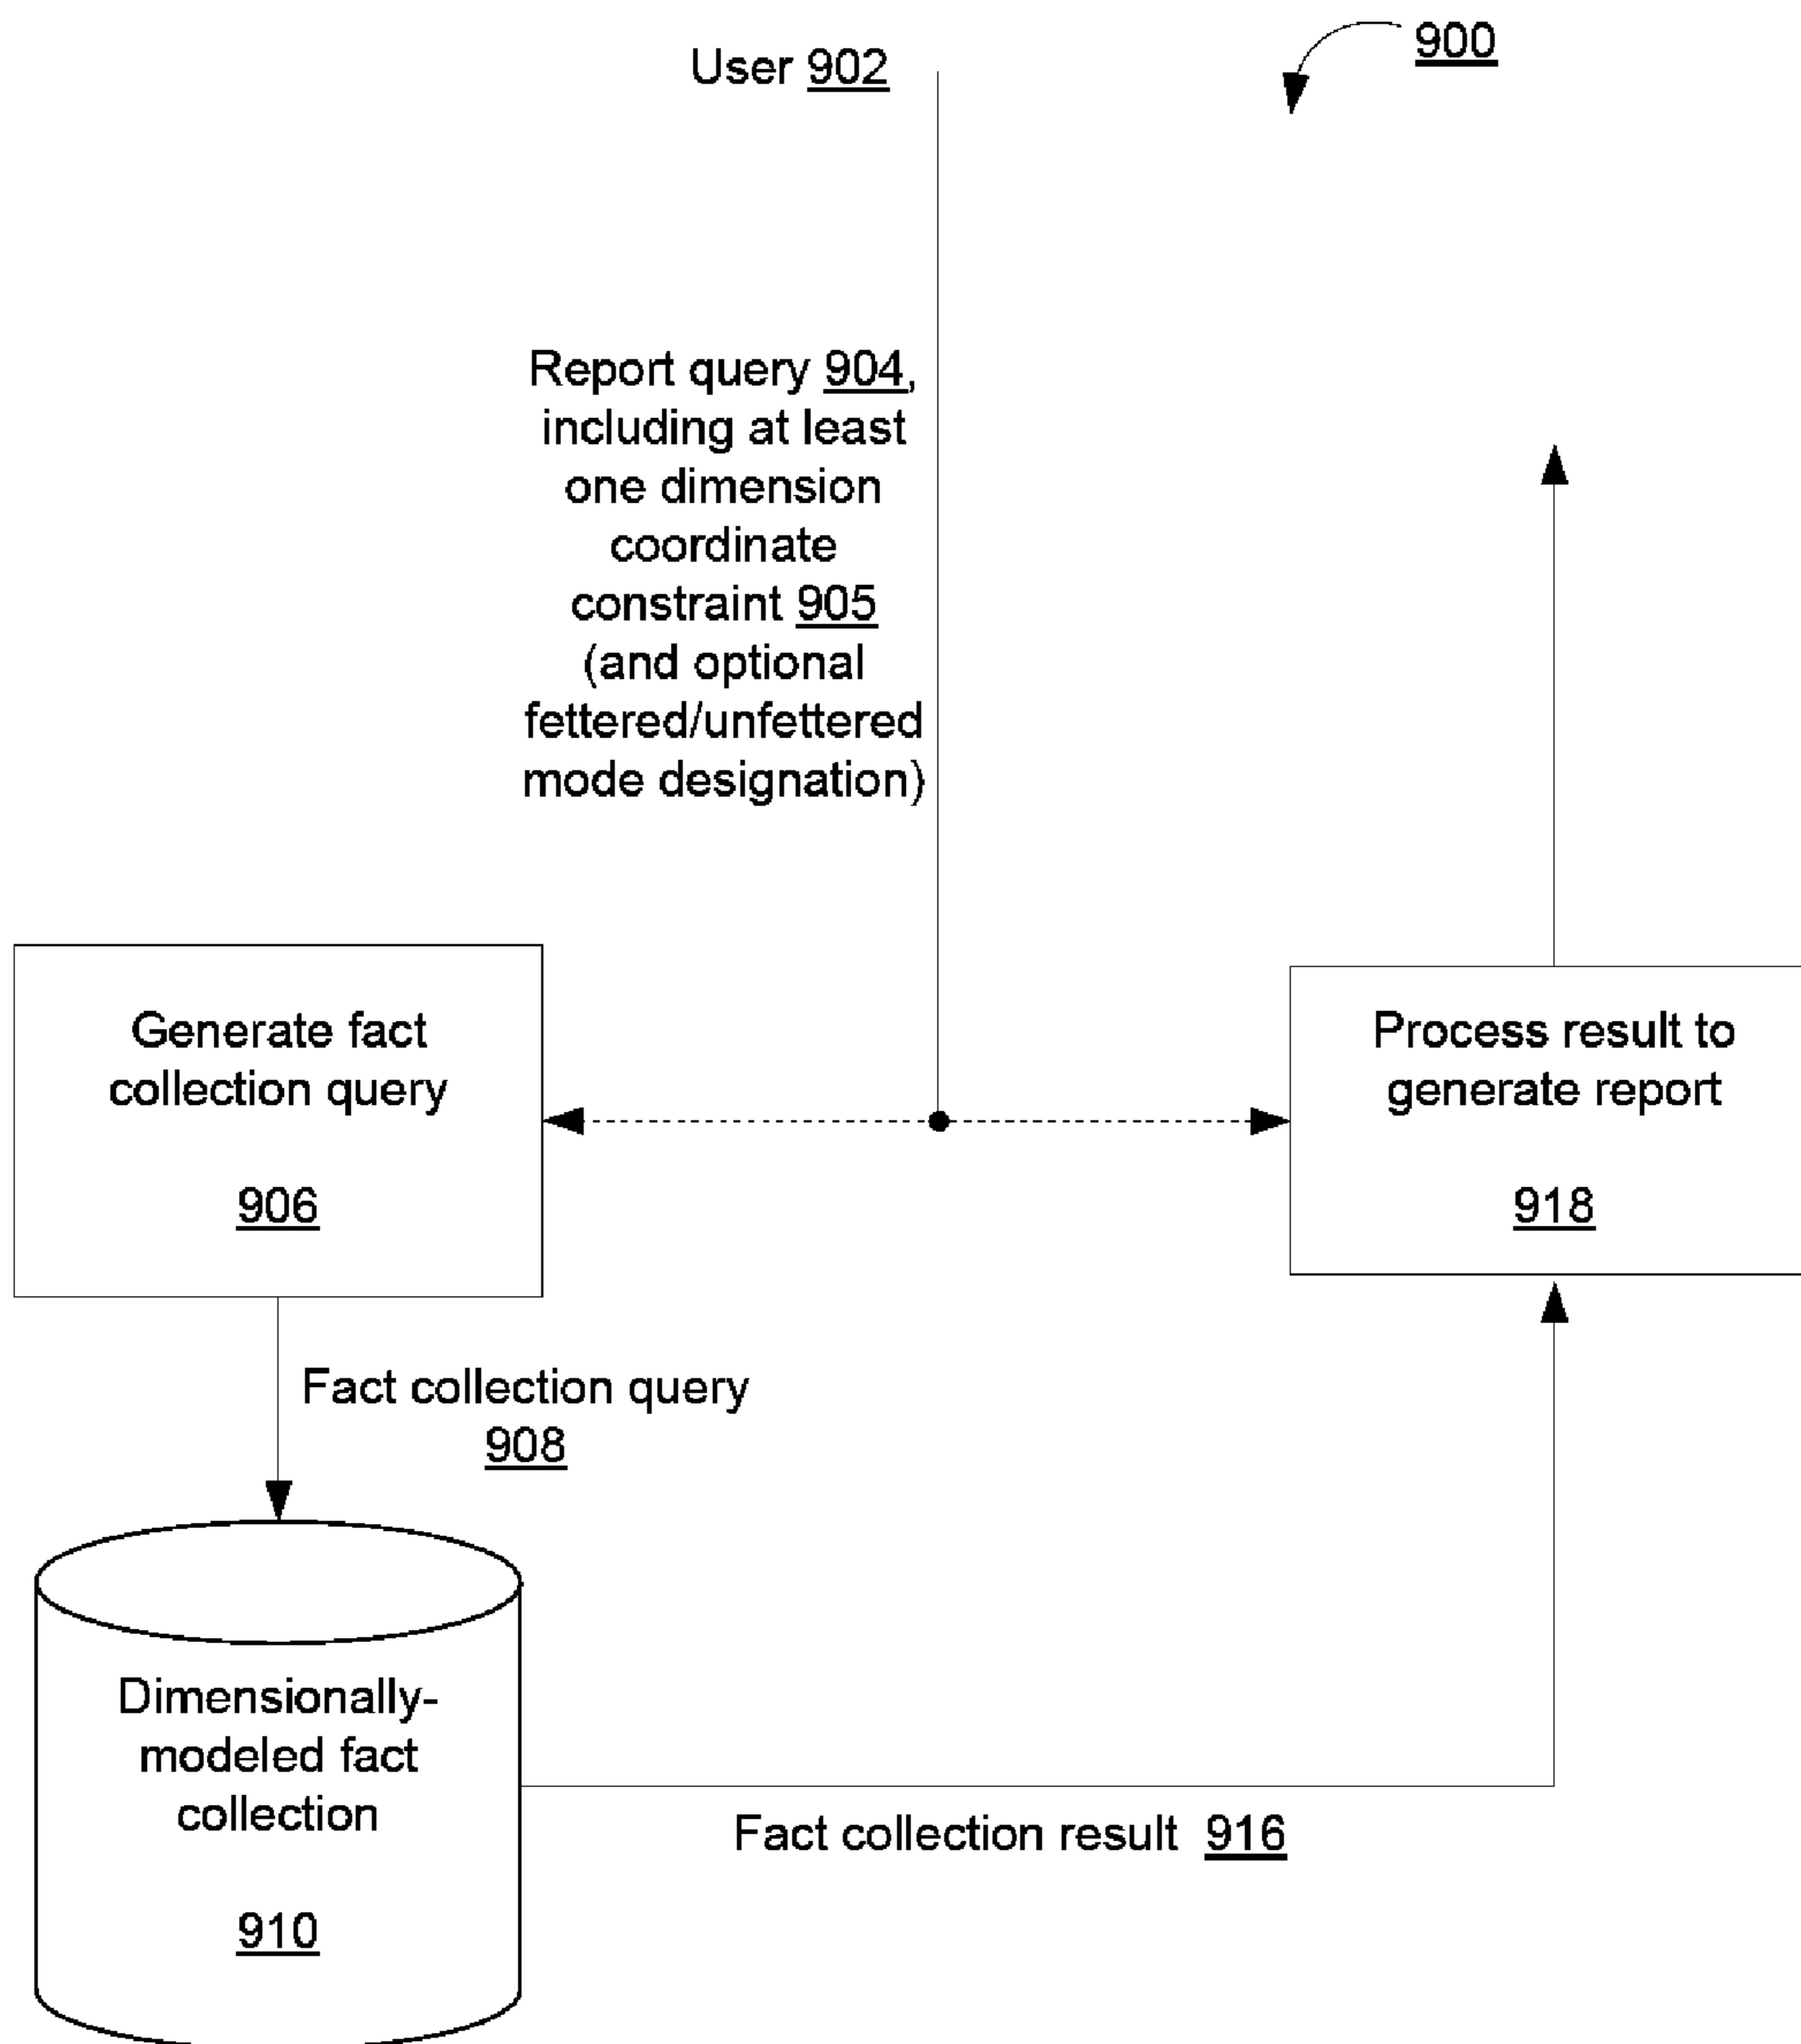 900
User 902
Report query 904,
including at least
one dimension
coordinate
constraint 905
(and optional
fettered/unfettered
mode designation)
Generate fact
collection query
906
Process result to
generate report
918
Fact collection query
908
Dimensionally-
modeled fact
collection
910
Fact collection result 916